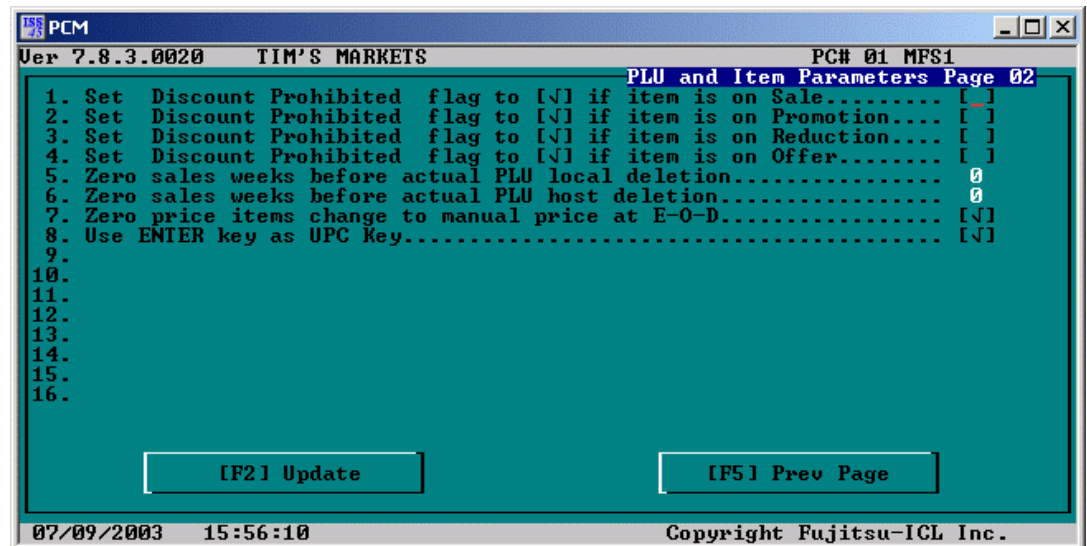 ISS 45 PCM
Ver 7.8.3.0020 TIM'S MARKETS PC# 01 MFS1
PLU and Item Parameters Page 02
1. Set Discount Prohibited flag to [√] if item is on Sale......... [_]
2. Set Discount Prohibited flag to [√] if item is on Promotion.... [ ]
3. Set Discount Prohibited flag to [√] if item is on Reduction.... [ ]
4. Set Discount Prohibited flag to [√] if item is on Offer........ [ ]
5. Zero sales weeks before actual PLU local deletion................ 0
6. Zero sales weeks before actual PLU host deletion................. 0
7. Zero price items change to manual price at E-O-D................ [√]
8. Use ENTER key as UPC Key....................................... [√]
9.
10.
11.
12.
13.
14.
15.
16.
[F2] Update [F5] Prev Page
07/09/2003 15:56:10 Copyright Fujitsu-ICL Inc.